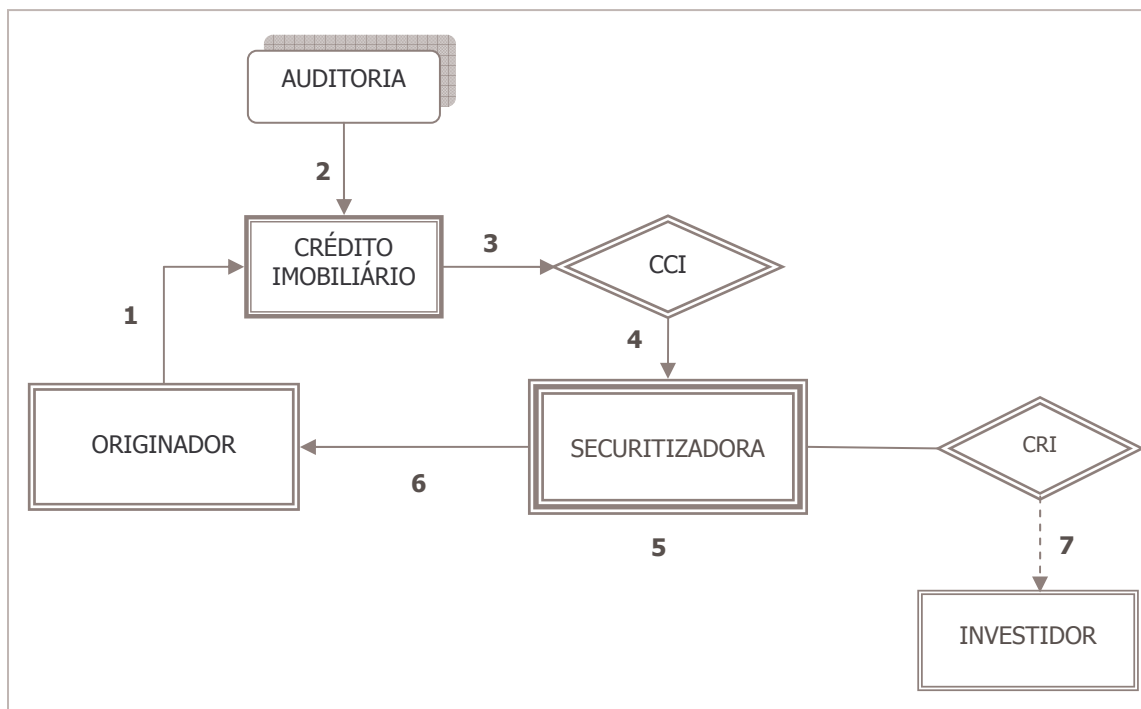 AUDITORIA
2
CRÉDITO
IMOBILIÁRIO
3
CCI
1
4
ORIGINADOR
SECURITIZADORA
CRI
6
5
7
INVESTIDOR